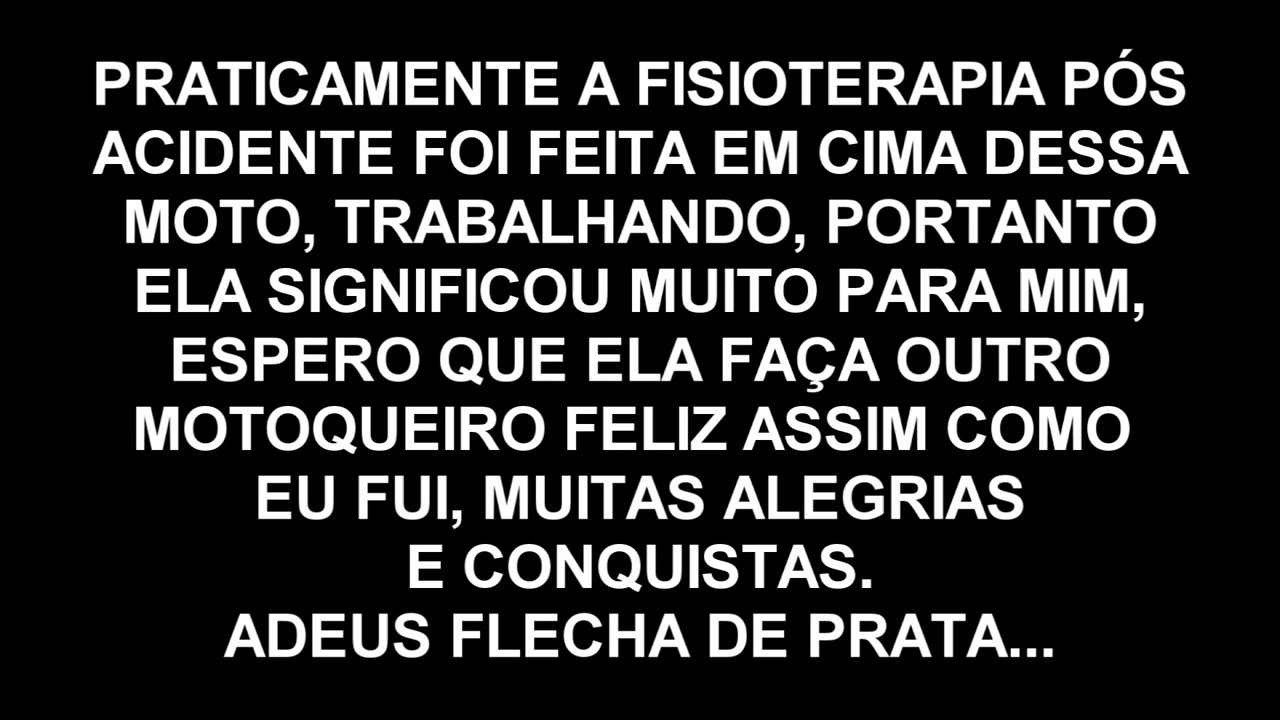 PRATICAMENTE A FISIOTERAPIA PÓS
ACIDENTE FOI FEITA EM CIMA DESSA
MOTO, TRABALHANDO, PORTANTO
ELA SIGNIFICOU MUITO PARA MIM,
ESPERO QUE ELA FAÇA OUTRO
MOTOQUEIRO FELIZ ASSIM COMO
EU FUI, MUITAS ALEGRIAS
E CONQUISTAS.
ADEUS FLECHA DE PRATA...